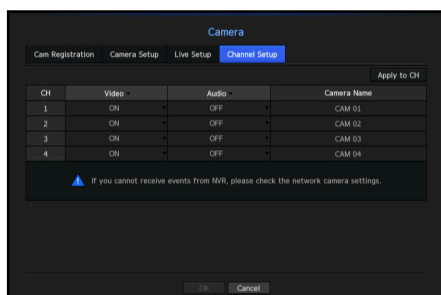 Camera
Cam Registration Camera Setup Live Setup Channel Setup
Apply to CH
CH Video Audio Camera Name
1 ON OFF CAM 01
2 ON OFF CAM 02
3 ON OFF CAM 03
4 ON OFF CAM 04
If you cannot receive events from NVR, please check the network camera settings.
OK Cancel